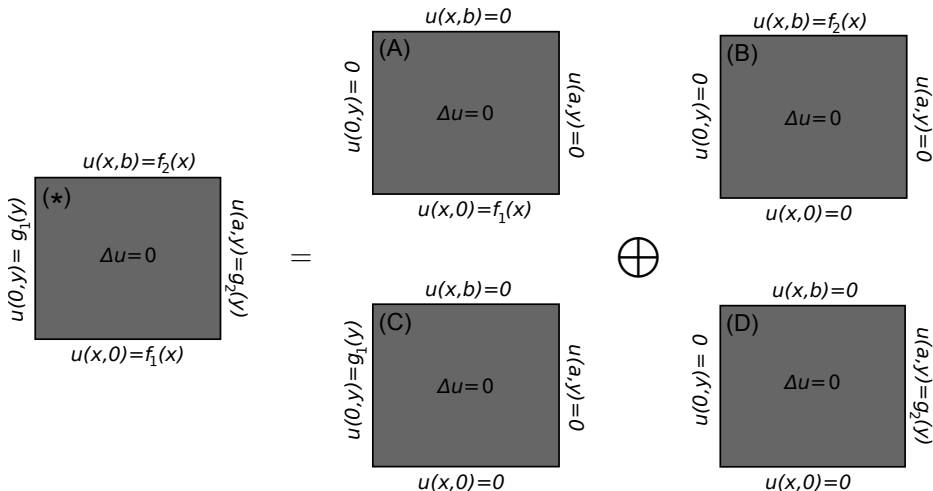 u(x,b)=f₂(x)
u(0,y)= g₁(y)
(*)
Δu=0
u(a,y)=g₂(y)
u(x,0)=f₁(x)
=
u(x,b)=0
u(0,y)= 0
(A)
Δu=0
u(a,y)=0
u(x,0)=f₁(x)
u(x,b)=f₂(x)
u(0,y)=0
(B)
Δu=0
u(a,y)=0
u(x,0)=0
⊕
u(x,b)=0
u(0,y)=g₁(y)
(C)
Δu=0
u(a,y)=0
u(x,0)=0
u(x,b)=0
u(0,y)= 0
(D)
Δu=0
u(a,y)=g₂(y)
u(x,0)=0